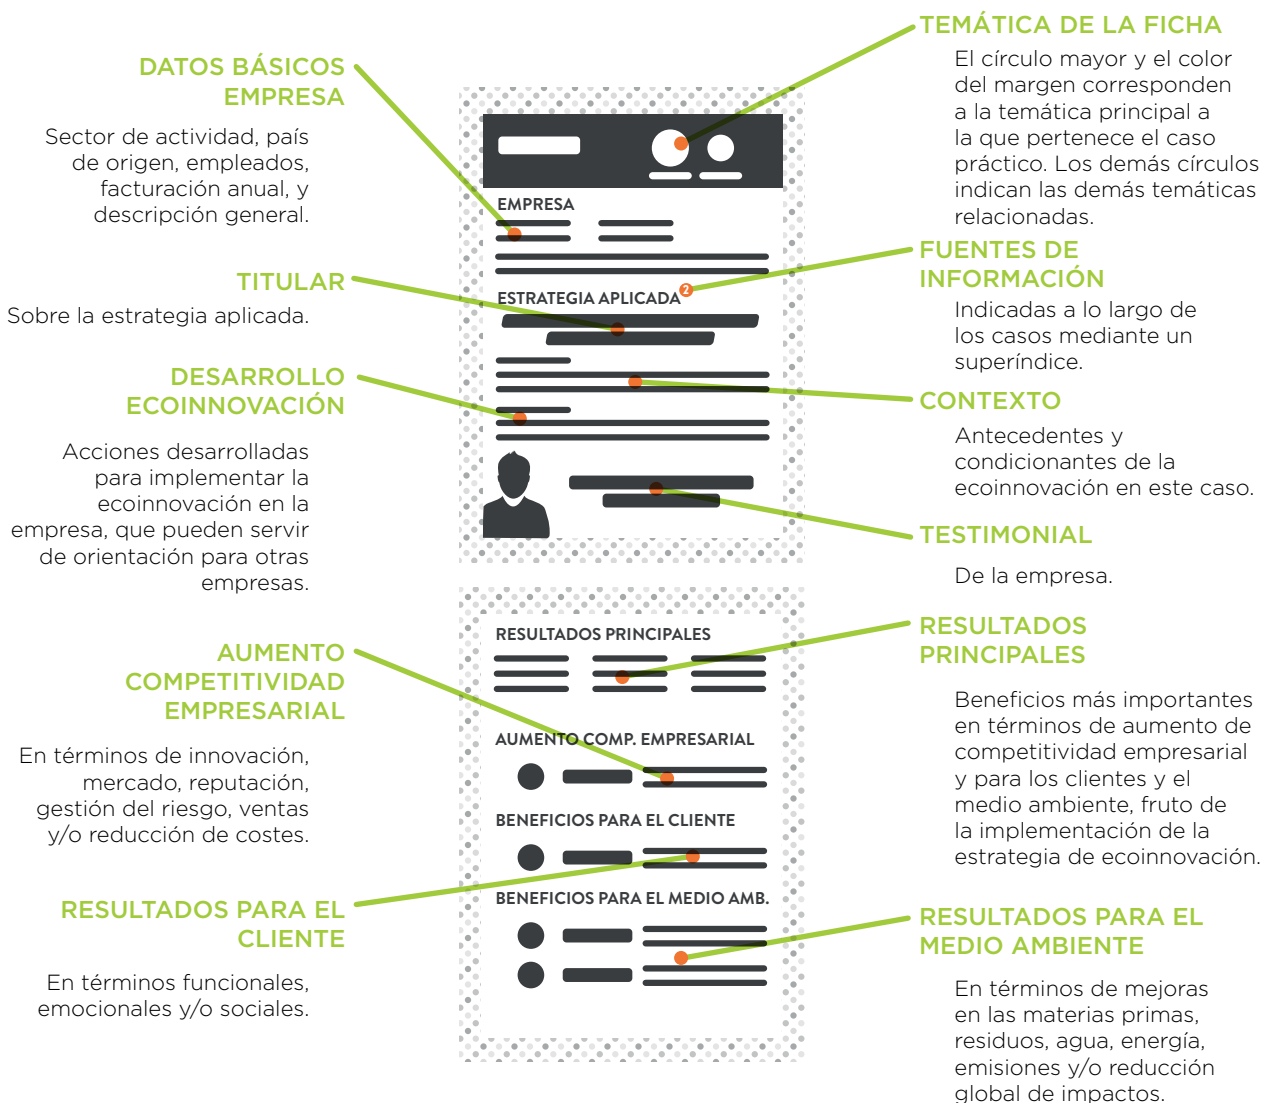 DATOS BÁSICOS
EMPRESA
Sector de actividad, país
de origen, empleados,
facturación anual, y
descripción general.
TITULAR
Sobre la estrategia aplicada.
DESARROLLO
ECOINNOVACIÓN
Acciones desarrolladas
para implementar la
ecoinnovación en la
empresa, que pueden servir
de orientación para otras
empresas.
AUMENTO
COMPETITIVIDAD
EMPRESARIAL
En términos de innovación,
mercado, reputación,
gestión del riesgo, ventas
y/o reducción de costes.
RESULTADOS PARA EL
CLIENTE
En términos funcionales,
emocionales y/o sociales.
EMPRESA
ESTRATEGIA APLICADA2
RESULTADOS PRINCIPALES
AUMENTO COMP. EMPRESARIAL
BENEFICIOS PARA EL CLIENTE
BENEFICIOS PARA EL MEDIO AMB.
TEMÁTICA DE LA FICHA
El círculo mayor y el color
del margen corresponden
a la temática principal a
la que pertenece el caso
práctico. Los demás círculos
indican las demás temáticas
relacionadas.
FUENTES DE
INFORMACIÓN
Indicadas a lo largo de
los casos mediante un
superíndice.
CONTEXTO
Antecedentes y
condicionantes de la
ecoinnovación en este caso.
TESTIMONIAL
De la empresa.
RESULTADOS
PRINCIPALES
Beneficios más importantes
en términos de aumento de
competitividad empresarial
y para los clientes y el
medio ambiente, fruto de
la implementación de la
estrategia de ecoinnovación.
RESULTADOS PARA EL
MEDIO AMBIENTE
En términos de mejoras
en las materias primas,
residuos, agua, energía,
emisiones y/o reducción
global de impactos.